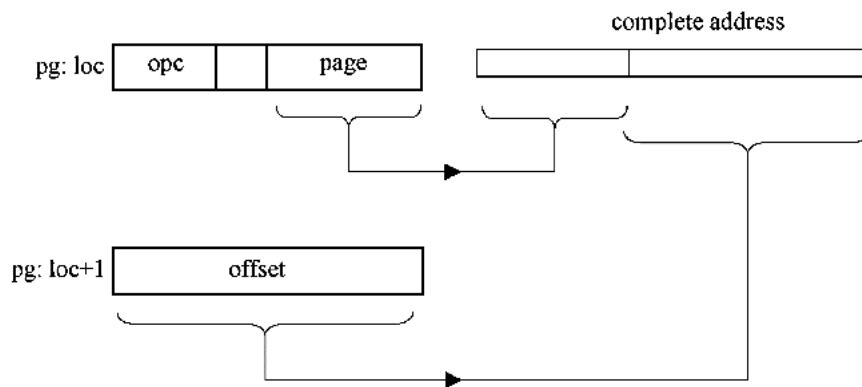 complete address
pg: loc opc page
pg: loc+1 offset